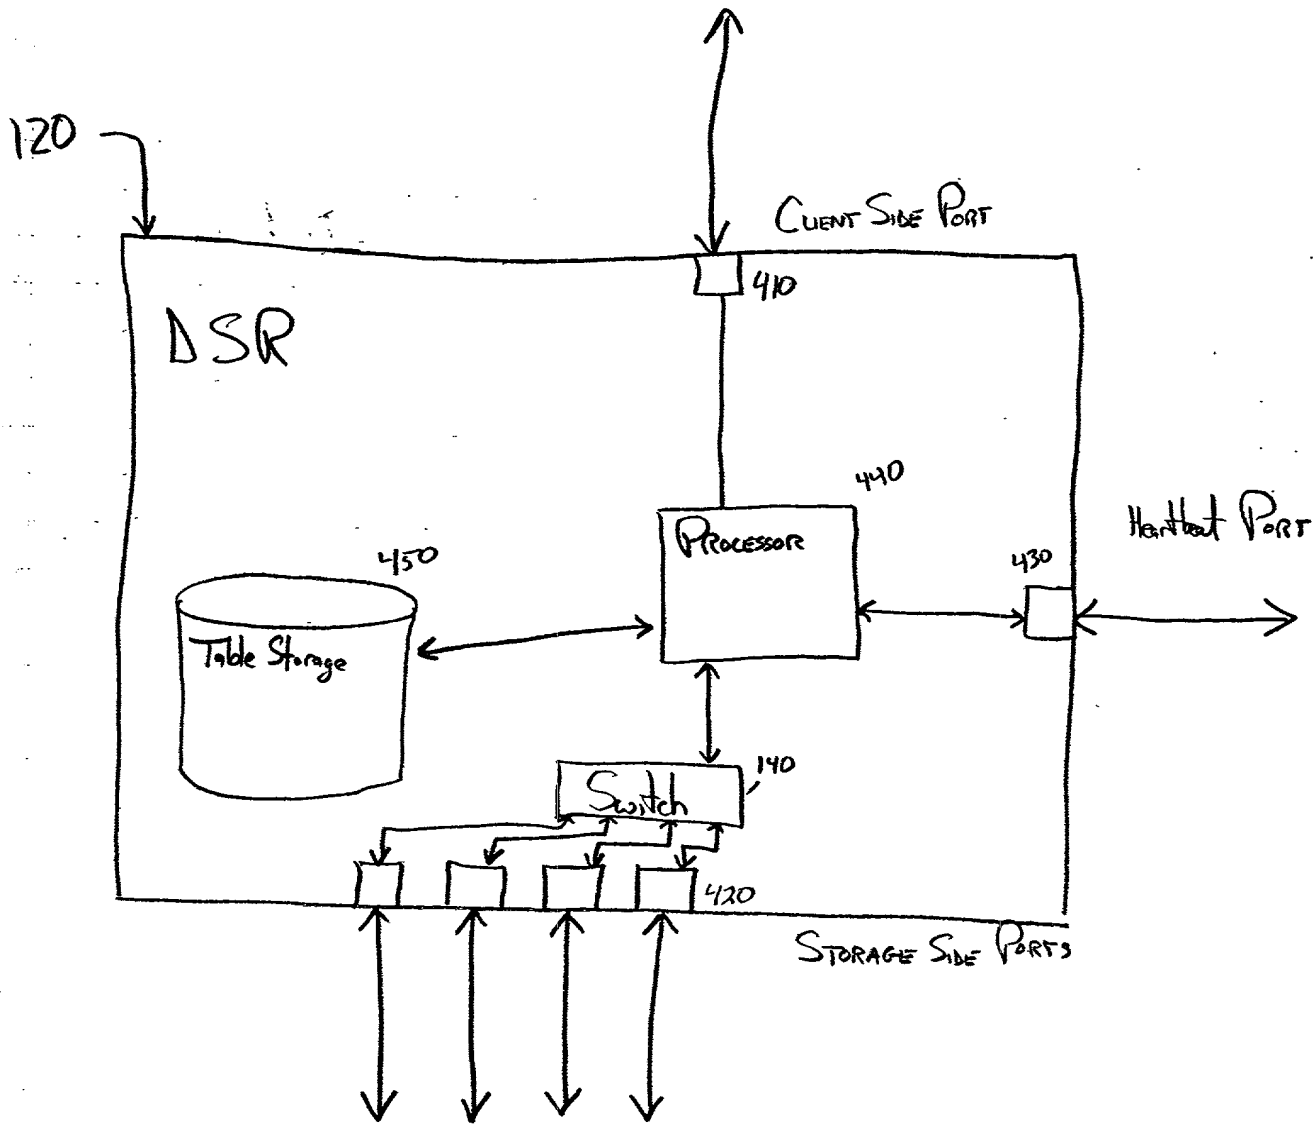 120
CLIENT SIDE PORT
410
DSR
440
PROCESSOR
Heartbeat PORT
430
450
Table Storage
140
Switch
420
STORAGE SIDE PORTS